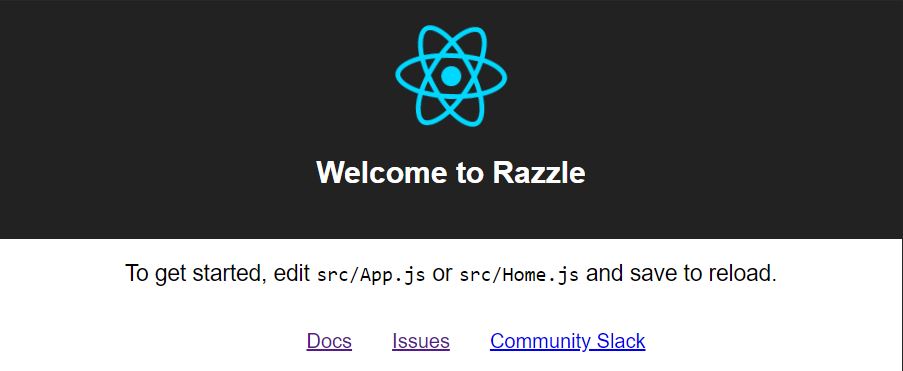 Welcome to Razzle
To get started, edit src/App.js or src/Home.js and save to reload.
Docs Issues Community Slack